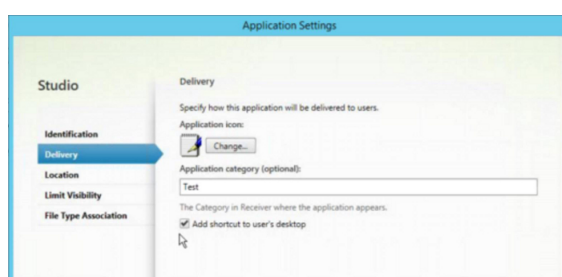 Application Settings
Studio
Identification
Delivery
Location
Limit Visibility
File Type Association
Delivery
Specify how this application will be delivered to users.
Application icon:
Change...
Application category (optional):
Test
The Category in Receiver where the application appears.
Add shortcut to user's desktop